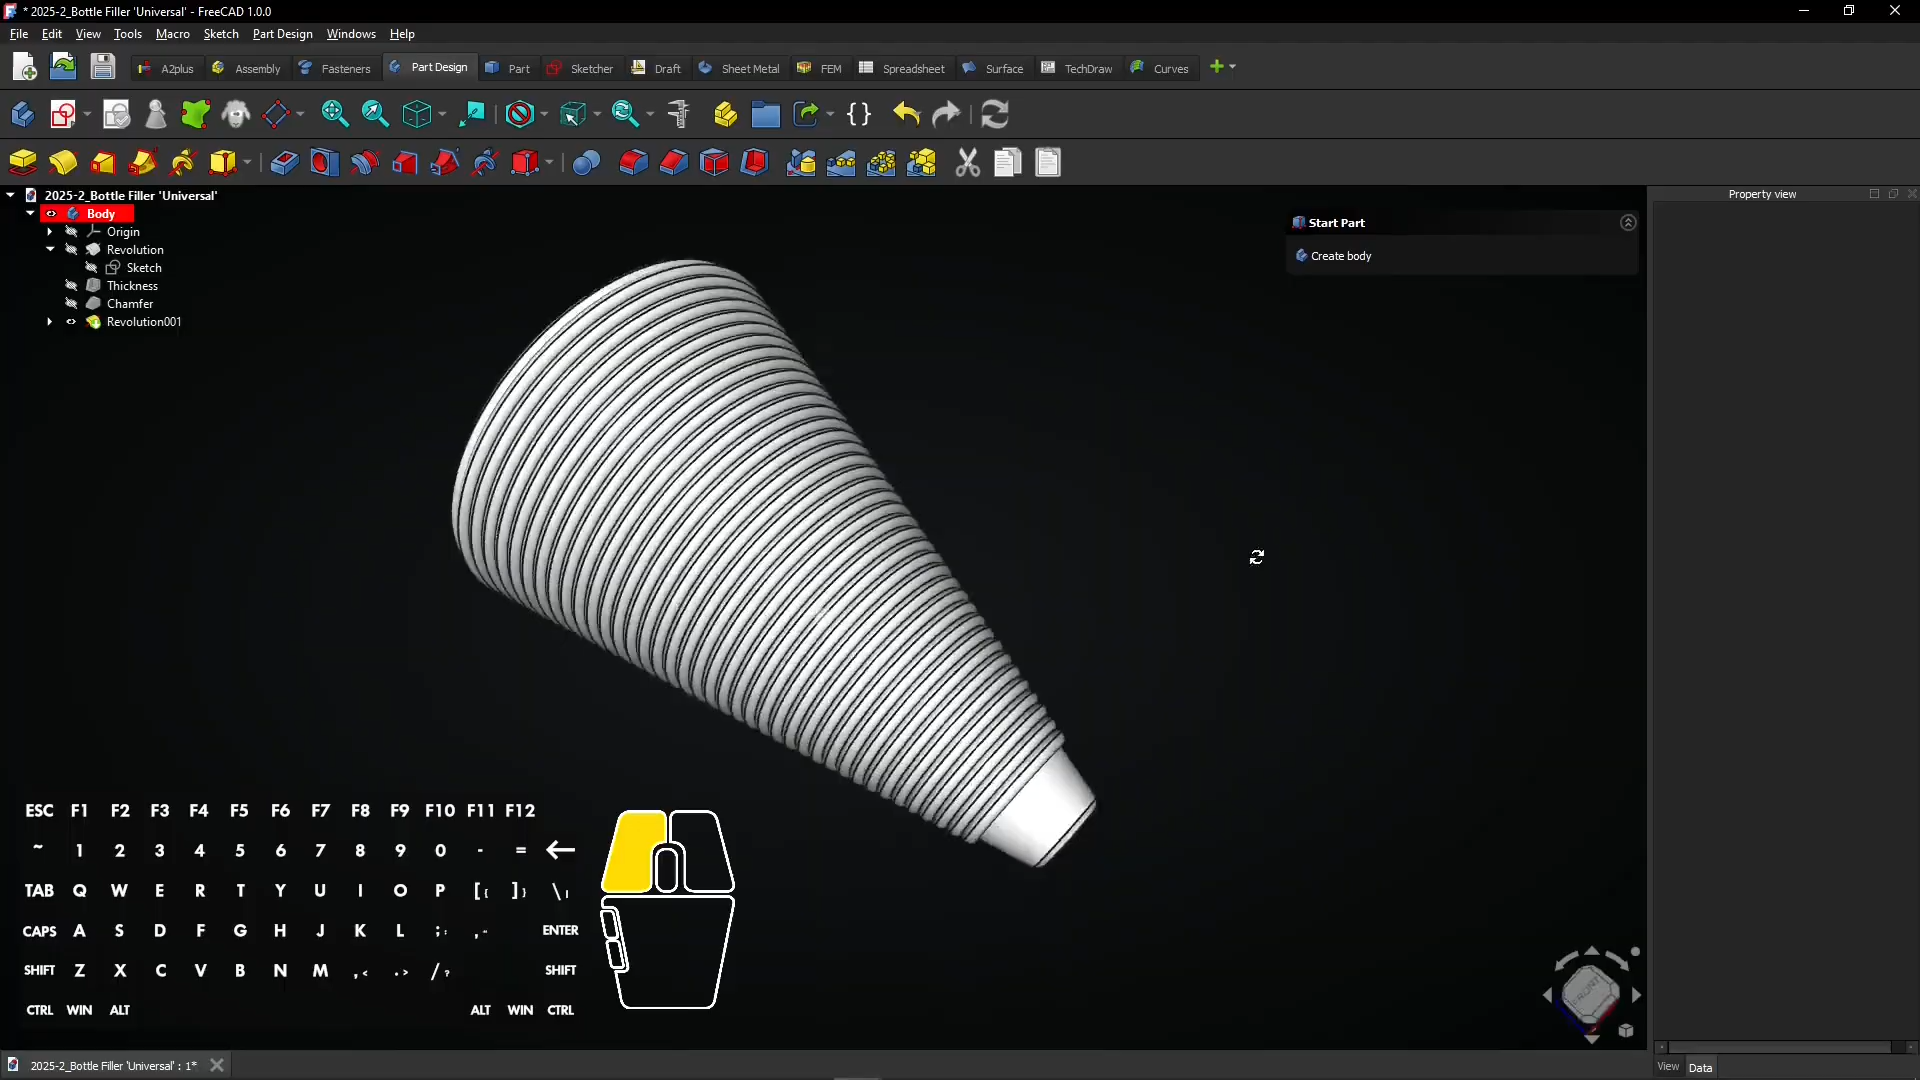 * 2025-2_Bottle Filler 'Universal' - FreeCAD 1.0.0
File Edit View Tools Macro Sketch Part Design Windows Help
A2plus Assembly Fasteners Part Design Part Sketcher Draft Sheet Metal FEM Spreadsheet Surface TechDraw Curves
2025-2_Bottle Filler 'Universal'
Body
Origin
Revolution
Sketch
Thickness
Chamfer
Revolution001
Start Part
Create body
Property view
ESC F1 F2 F3 F4 F5 F6 F7 F8 F9 F10 F11 F12
~ 1 2 3 4 5 6 7 8 9 0 - =
TAB Q W E R T Y U I O P [{ ]} \|
CAPS A S D F G H J K L ;: ,“ ENTER
SHIFT Z X C V B N M ,< .> /? SHIFT
CTRL WIN ALT ALT WIN CTRL
FRONT
2025-2_Bottle Filler 'Universal' : 1*
View Data